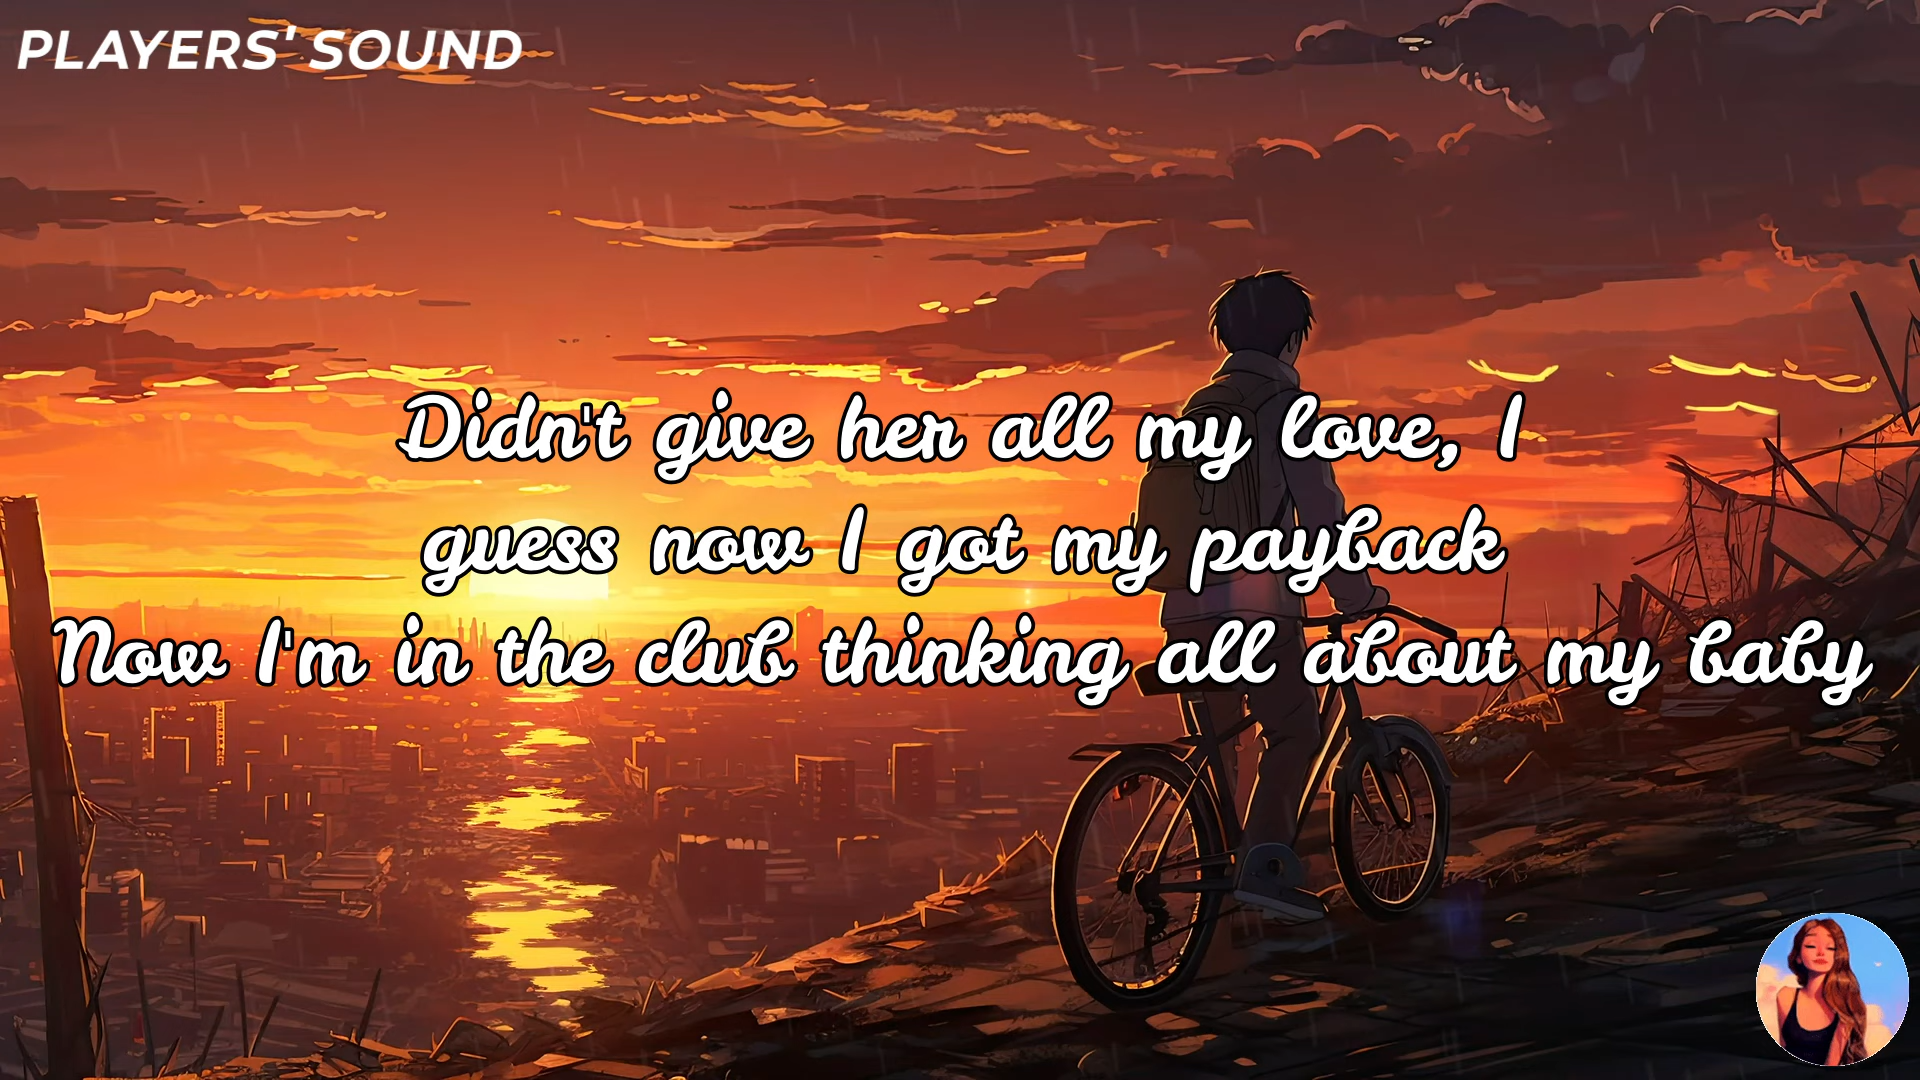 PLAYERS' SOUND
Didn't give her all my love, I
guess now I got my payback
Now I'm in the club thinking all about my baby